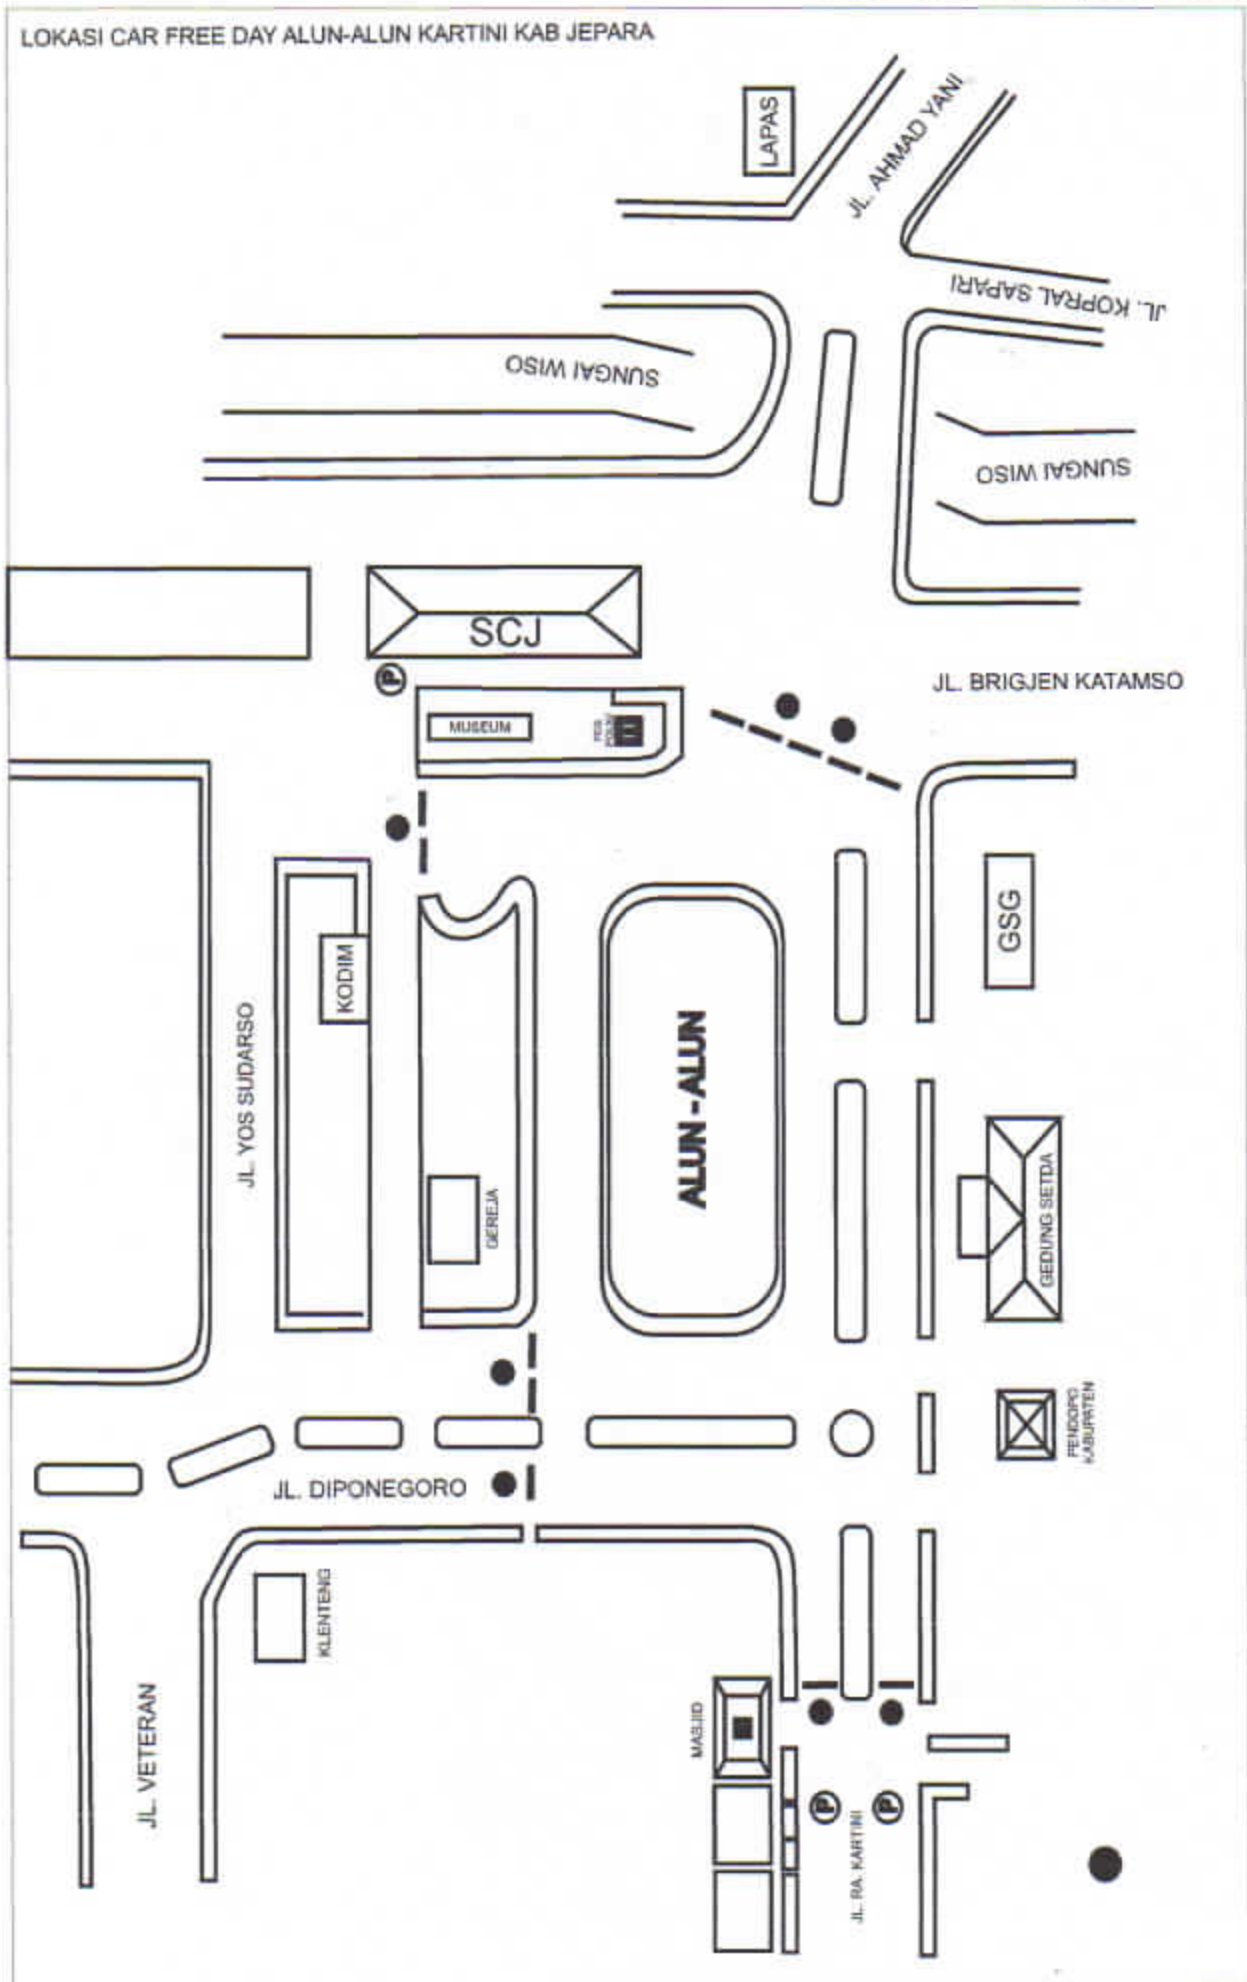 LOKASI CAR FREE DAY ALUN-ALUN KARTINI KAB JEPARA
LAPAS
JL. AHMAD YANI
JL. KOPRAL SAPARI
SUNGAI WISO
SUNGAI WISO
SCJ
P
JL. BRIGJEN KATAMSO
MUSEUM
GSG
KODIM
JL. YOS SUDARSO
ALUN - ALUN
GEREJA
GEDUNG SETDA
PENDOPO
KABUPATEN
JL. DIPONEGORO
KLENTENG
JL. VETERAN
MASJID
P
P
JL. RA. KARTINI